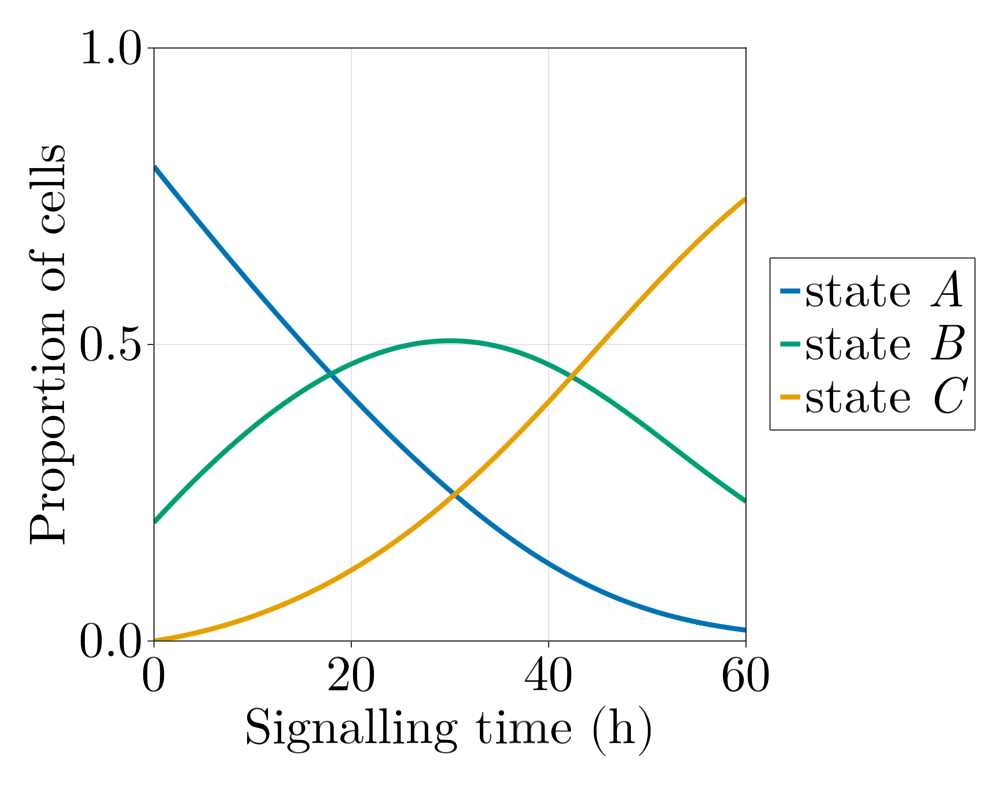 1.0
0.5
0.0
0 20 40 60
Proportion of cells
Signalling time (h)
state A
state B
state C